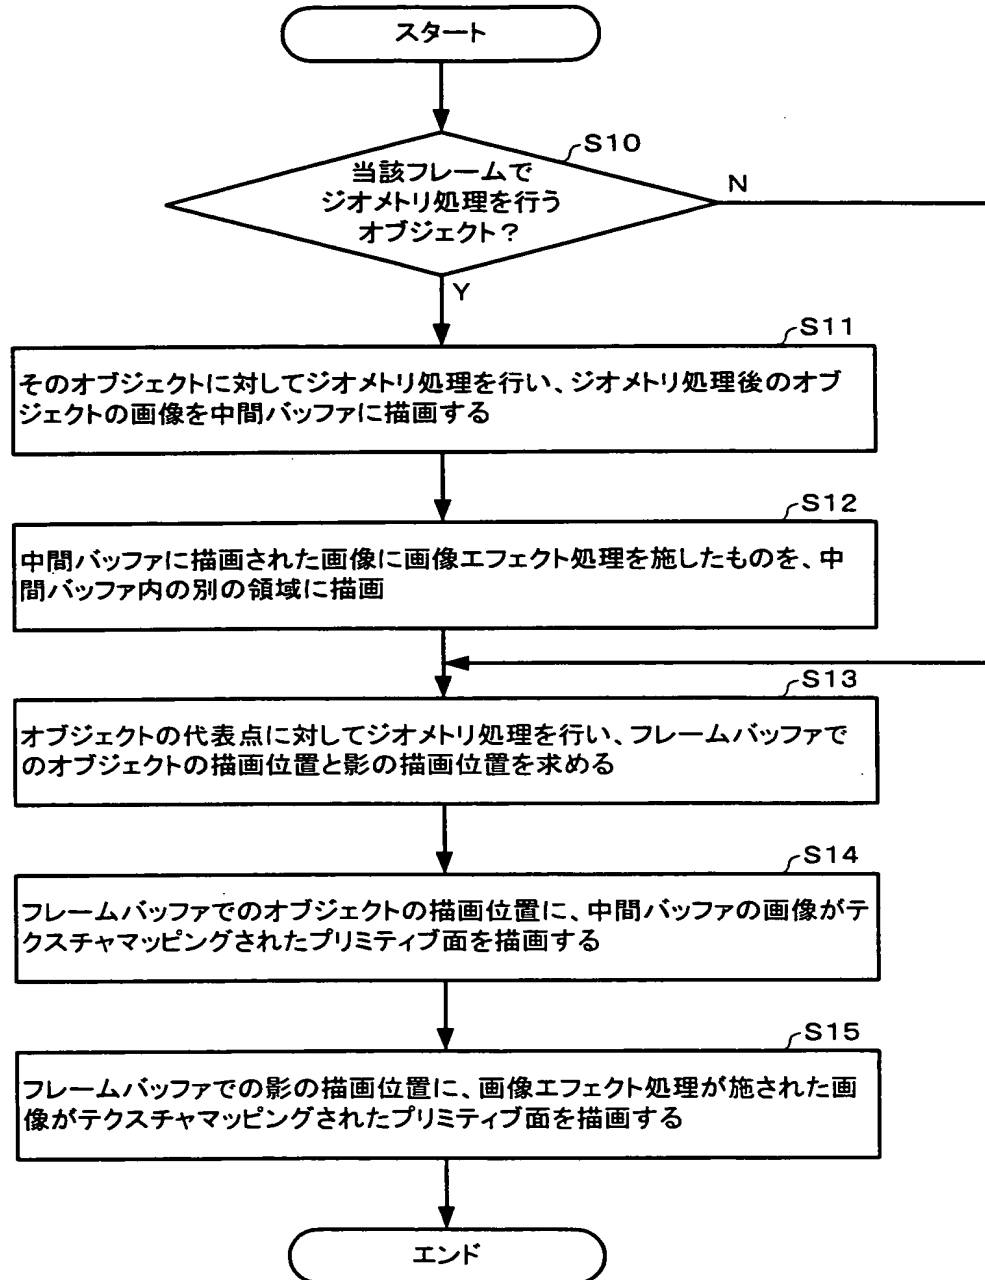 スタート
S10
当該フレームで
ジオメトリ処理を行う
オブジェクト?
N
Y
S11
そのオブジェクトに対してジオメトリ処理を行い、ジオメトリ処理後のオブ
ジェクトの画像を中間バッファに描画する
S12
中間バッファに描画された画像に画像エフェクト処理を施したものを、中
間バッファ内の別の領域に描画
S13
オブジェクトの代表点に対してジオメトリ処理を行い、フレームバッファで
のオブジェクトの描画位置と影の描画位置を求める
S14
フレームバッファでのオブジェクトの描画位置に、中間バッファの画像がテ
クスチャマッピングされたプリミティブ面を描画する
S15
フレームバッファでの影の描画位置に、画像エフェクト処理が施された画
像がテクスチャマッピングされたプリミティブ面を描画する
エンド